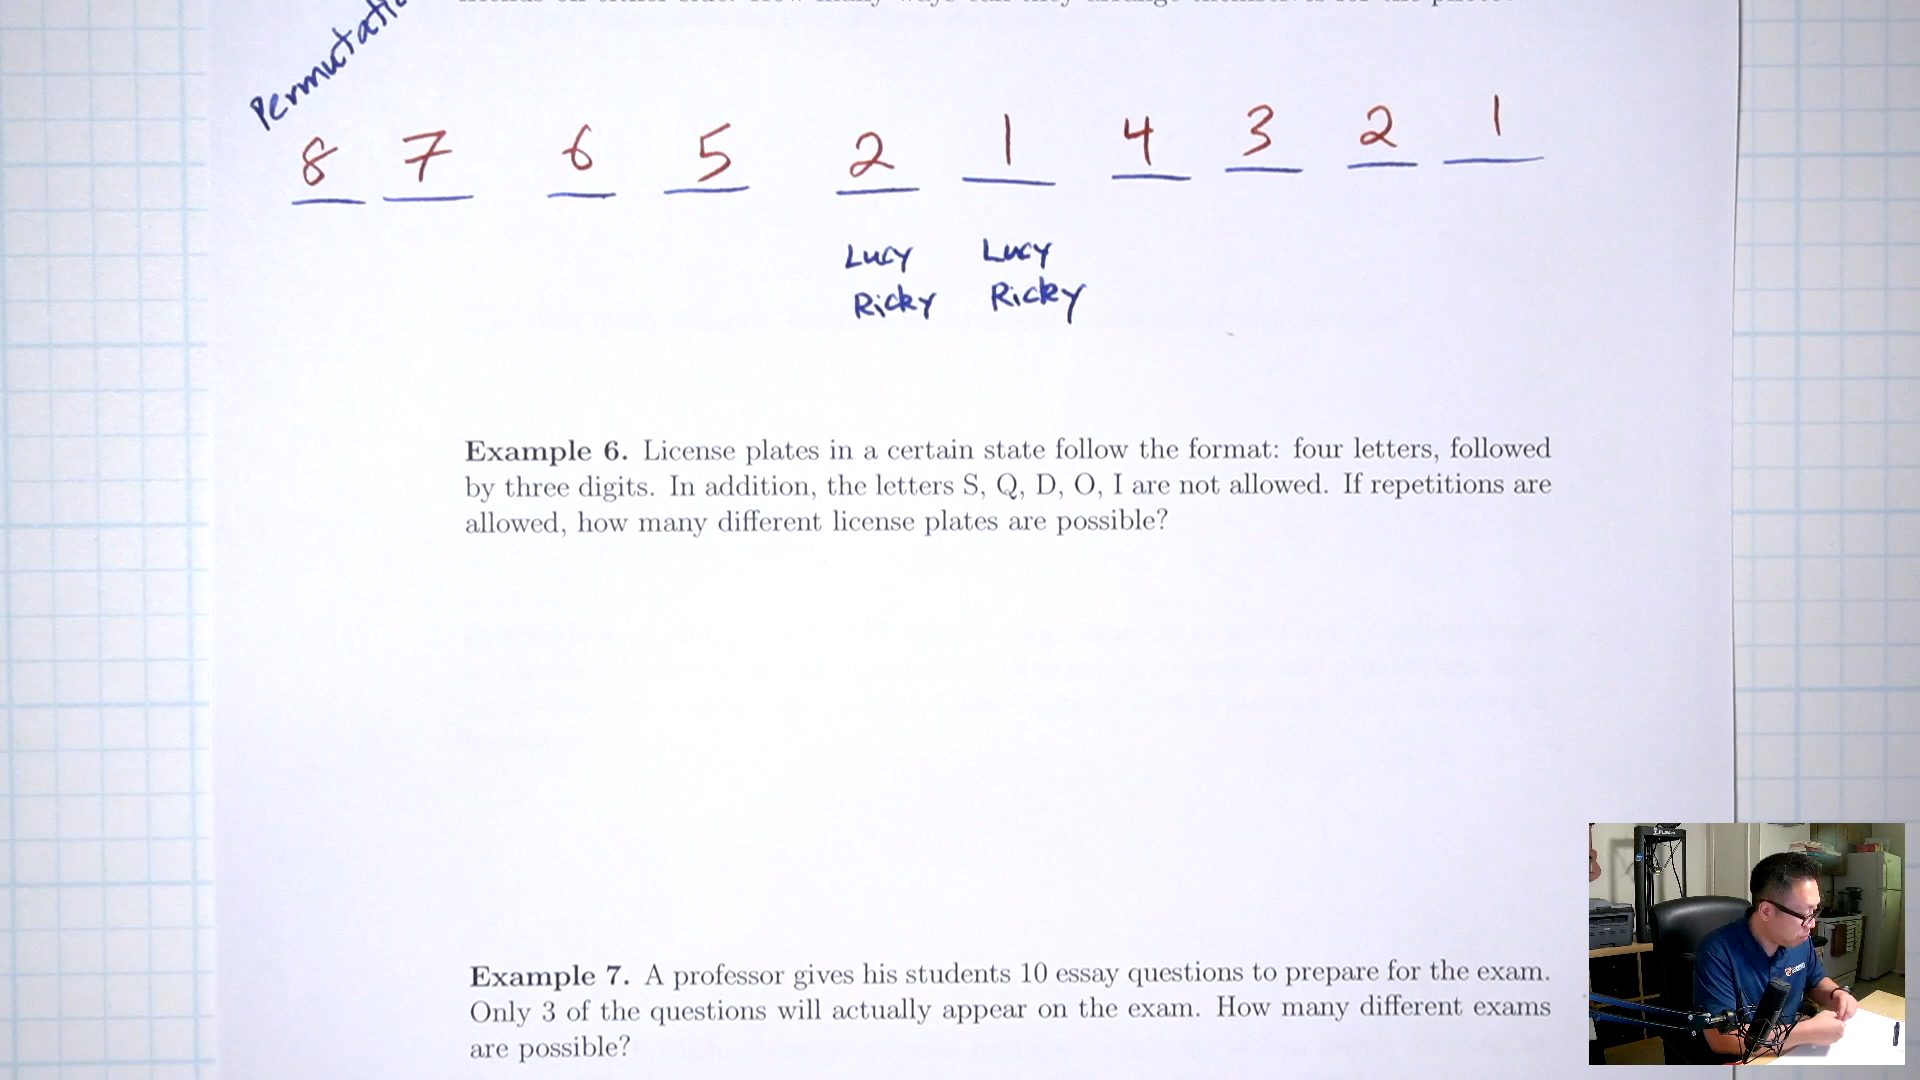 Permutati
8 7 6 5 2 1 4 3 2 1
Lucy Lucy
Ricky Ricky
Example 6. License plates in a certain state follow the format: four letters, followed
by three digits. In addition, the letters S, Q, D, O, I are not allowed. If repetitions are
allowed, how many different license plates are possible?
Example 7. A professor gives his students 10 essay questions to prepare for the exam.
Only 3 of the questions will actually appear on the exam. How many different exams
are possible?